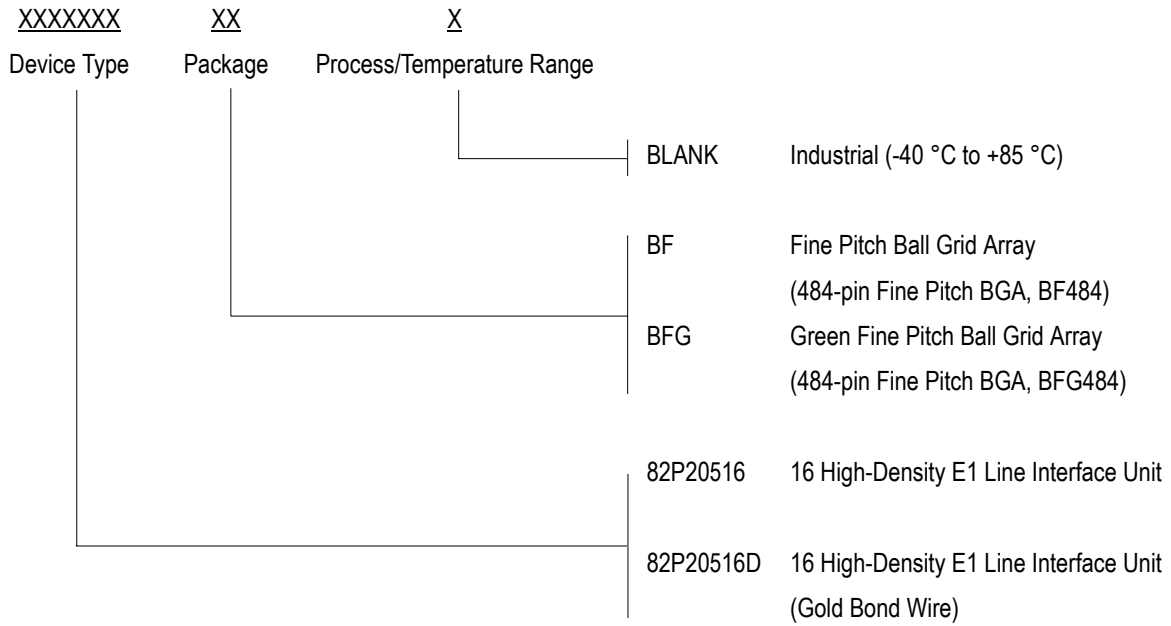 XXXXXXX XX X
Device Type Package Process/Temperature Range
BLANK Industrial (-40 °C to +85 °C)
BF Fine Pitch Ball Grid Array
(484-pin Fine Pitch BGA, BF484)
BFG Green Fine Pitch Ball Grid Array
(484-pin Fine Pitch BGA, BFG484)
82P20516 16 High-Density E1 Line Interface Unit
82P20516D 16 High-Density E1 Line Interface Unit
(Gold Bond Wire)